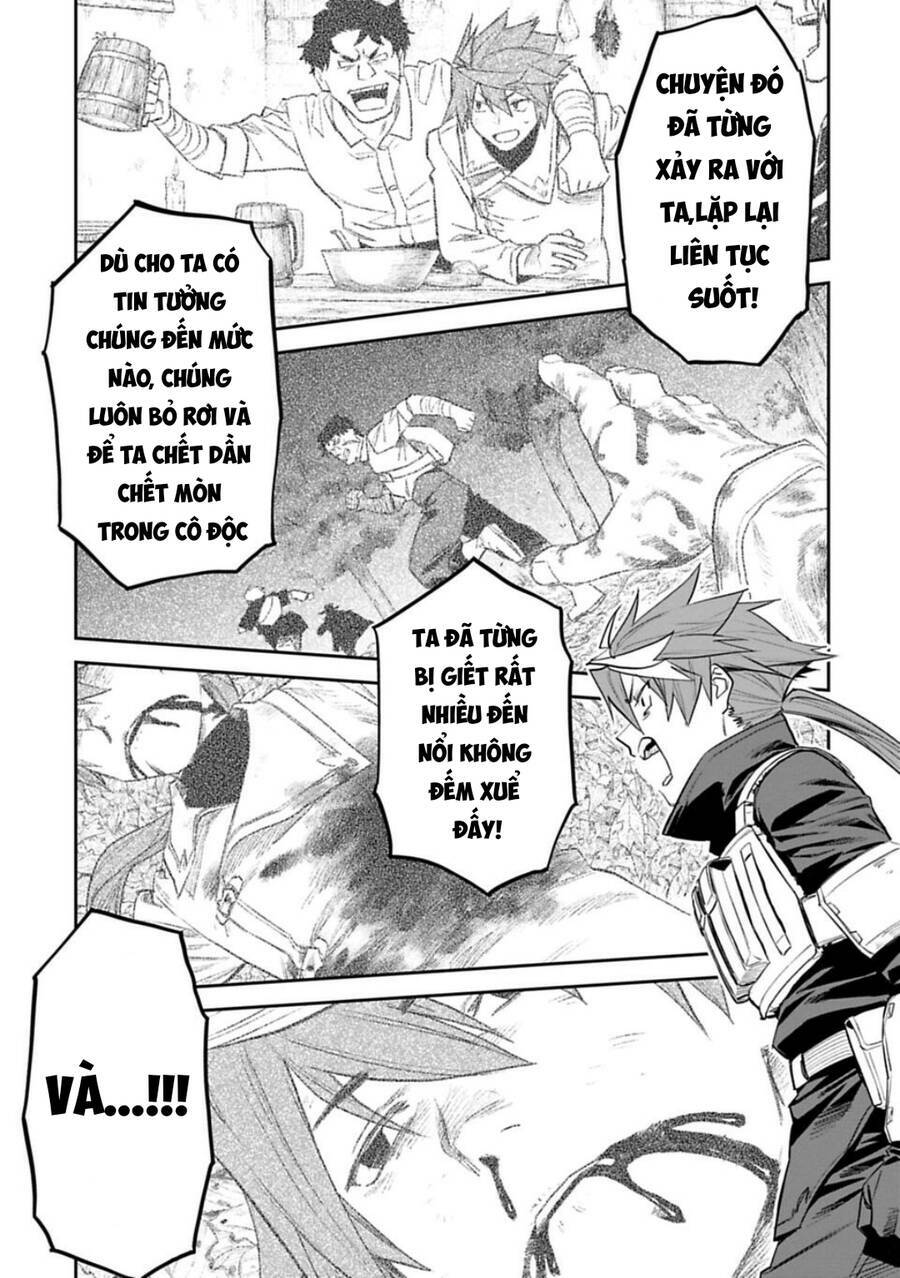 CHUYỆN ĐÓ
ĐÃ TỪNG
XẢY RA VỚI
TA,LẶP LẠI
LIÊN TỤC
SUỐT!
DÙ CHO TA CÓ
TIN TƯỞNG
CHÚNG ĐẾN MỨC
NÀO, CHÚNG
LUÔN BỎ RƠI VÀ
ĐỂ TA CHẾT DẦN
CHẾT MÒN
TRONG CÔ ĐỘC
TA ĐÃ TỪNG
BỊ GIẾT RẤT
NHIỀU ĐẾN
NỔI KHÔNG
ĐẾM XUỂ
ĐẤY!
VÀ...!!!